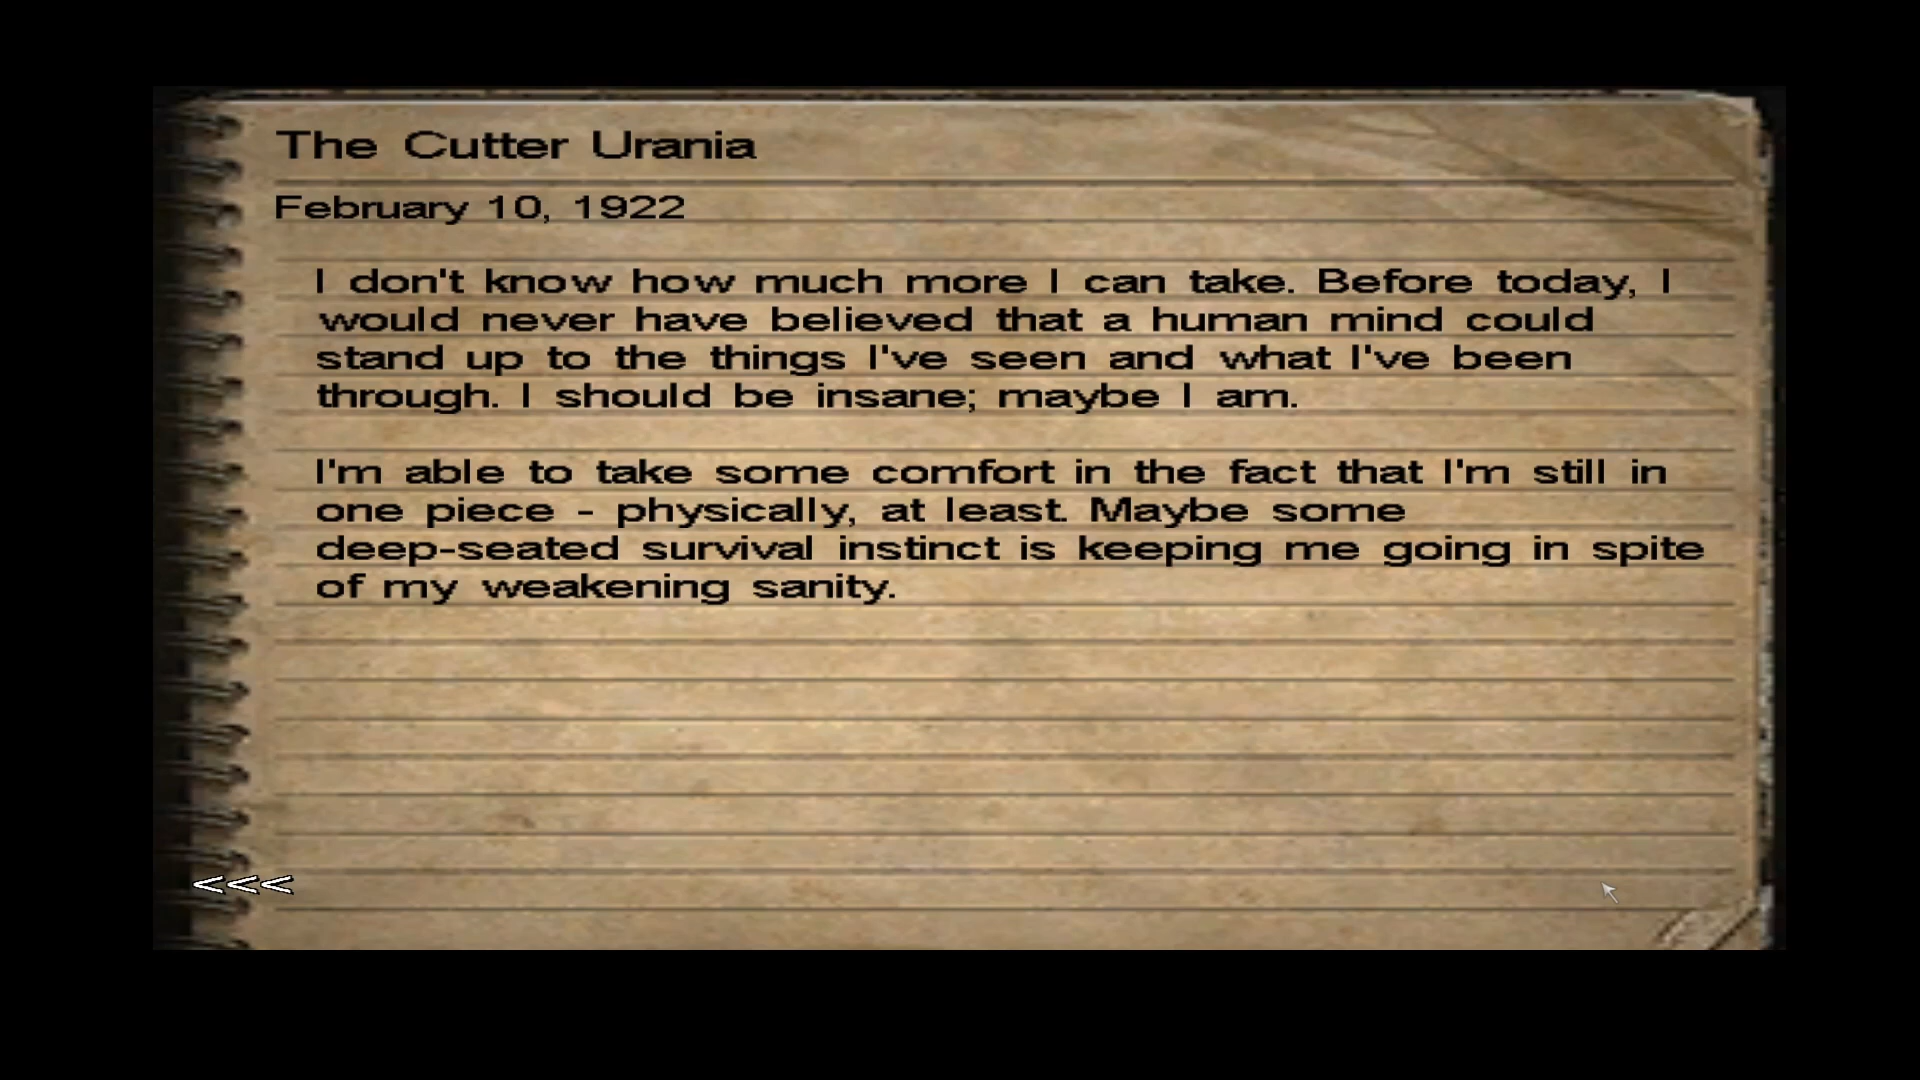 The Cutter Urania
February 10, 1922
I don't know how much more I can take. Before today, I
would never have believed that a human mind could
stand up to the things I've seen and what I've been
through. I should be insane; maybe I am.
I'm able to take some comfort in the fact that I'm still in
one piece - physically, at least. Maybe some
deep-seated survival instinct is keeping me going in spite
of my weakening sanity.
<<<